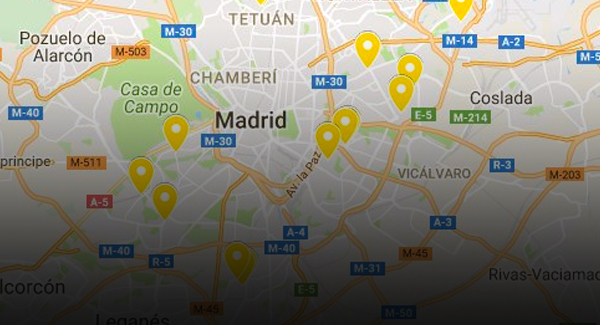 TETUÁN
M-30
Pozuelo de
Alarcón
M-503
M-14
A-2
M-5
CHAMBERÍ
M-30
Casa de
Campo
Coslada
M-40
Madrid
E-5
M-214
M-30
principe
M-511
Av. la Paz
VICÁLVARO
R-3
M-203
A-5
A-3
A-4
M-40
M-40
M-45
R-5
M-31
Rivas-Vaciamad
lcorcón
E-5
M-45
M-50
Leganés